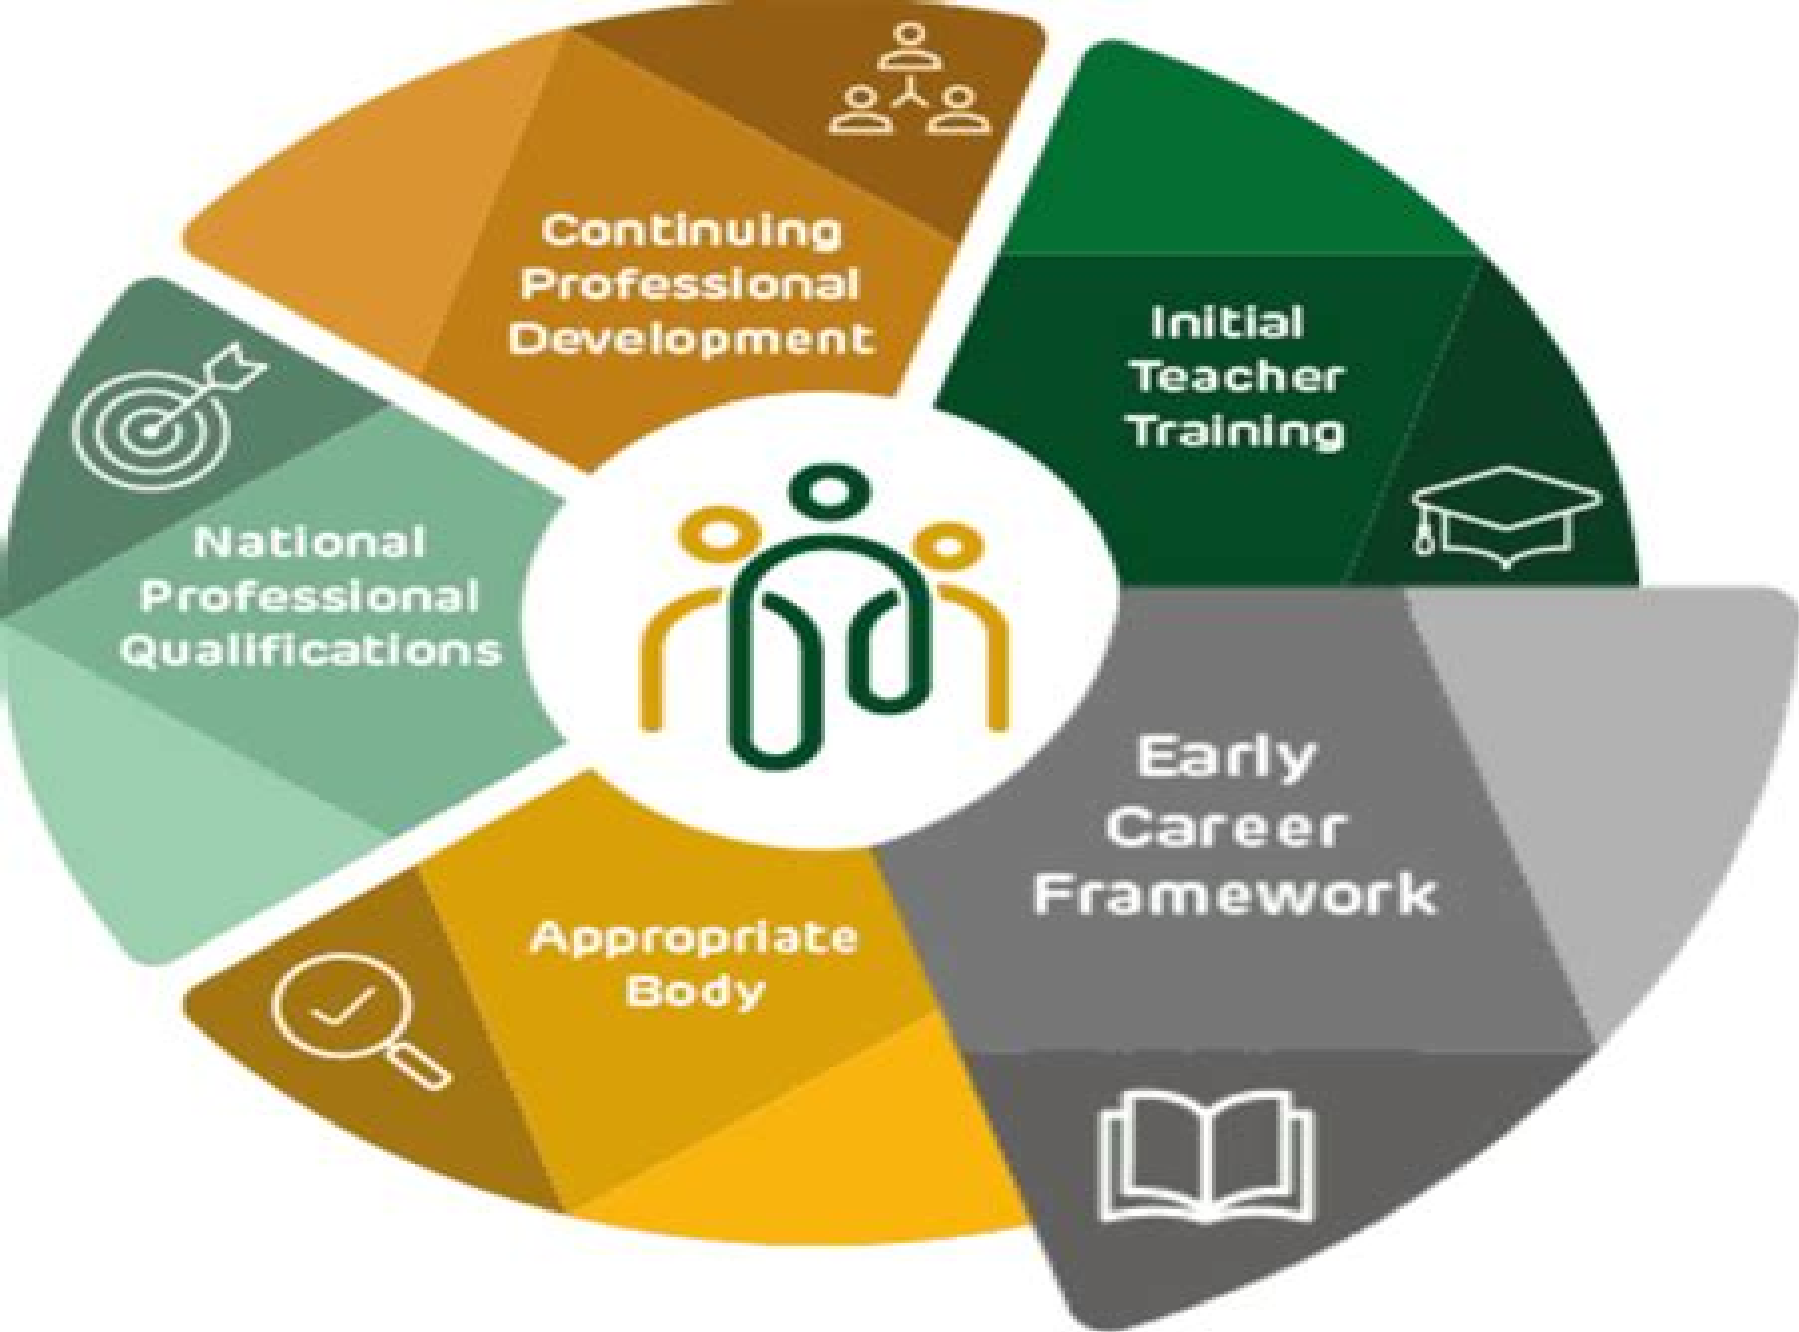 Continuing
Professional
Development
Initial
Teacher
Training
National
Professional
Qualifications
Early
Career
Framework
Appropriate
Body